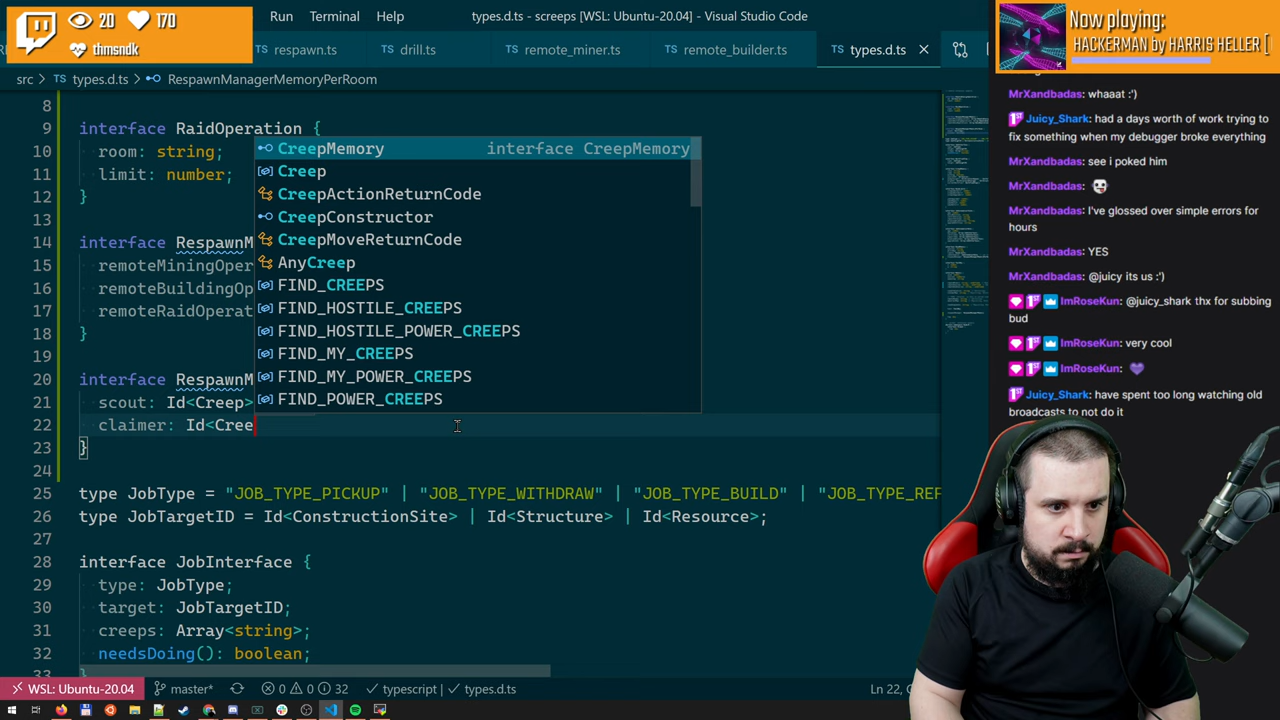 20 170
thmsndk
Run Terminal Help types.d.ts - screeps [WSL: Ubuntu-20.04] - Visual Studio Code
Now playing:
HACKERMAN by HARRIS HELLER [
TS respawn.ts TS drill.ts TS remote_miner.ts TS remote_builder.ts TS types.d.ts
src > TS types.d.ts > RespawnManagerMemoryPerRoom
8
9 interface RaidOperation {
10 room: string;
11 limit: number;
12 }
13
14 interface RespawnM
15 remoteMiningOper
16 remoteBuildingOp
17 remoteRaidOperat
18 }
19
20 interface RespawnM
21 scout: Id<Creep>
22 claimer: Id<Cree
23 }
24
25 type JobType = "JOB_TYPE_PICKUP" | "JOB_TYPE_WITHDRAW" | "JOB_TYPE_BUILD" | "JOB_TYPE_REF
26 type JobTargetID = Id<ConstructionSite> | Id<Structure> | Id<Resource>;
27
28 interface JobInterface {
29 type: JobType;
30 target: JobTargetID;
31 creeps: Array<string>;
32 needsDoing(): boolean;
33 }
CreepMemory interface CreepMemory
Creep
CreepActionReturnCode
CreepConstructor
CreepMoveReturnCode
AnyCreep
FIND_CREEPS
FIND_HOSTILE_CREEPS
FIND_HOSTILE_POWER_CREEPS
FIND_MY_CREEPS
FIND_MY_POWER_CREEPS
FIND_POWER_CREEPS
MrXandbadas: whaaat :')
Juicy_Shark: had a days worth of work trying to
fix something when my debugger broke everything
MrXandbadas: see i poked him
MrXandbadas:
MrXandbadas: I've glossed over simple errors for
hours
MrXandbadas: YES
MrXandbadas: @juicy its us :')
ImRoseKun: @juicy_shark thx for subbing
bud
ImRoseKun: very cool
ImRoseKun:
Juicy_Shark: have spent too long watching old
broadcasts to not do it
WSL: Ubuntu-20.04 master* 0 0 32 typescript | types.d.ts Ln 22, C